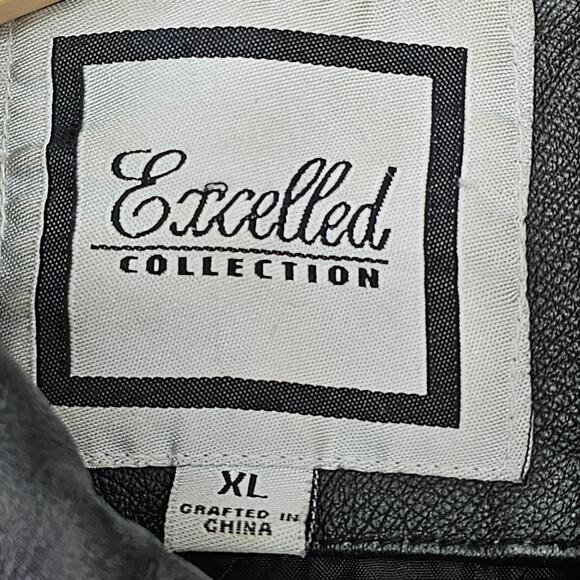 Excelled
COLLECTION
XL
CRAFTED IN
CHINA